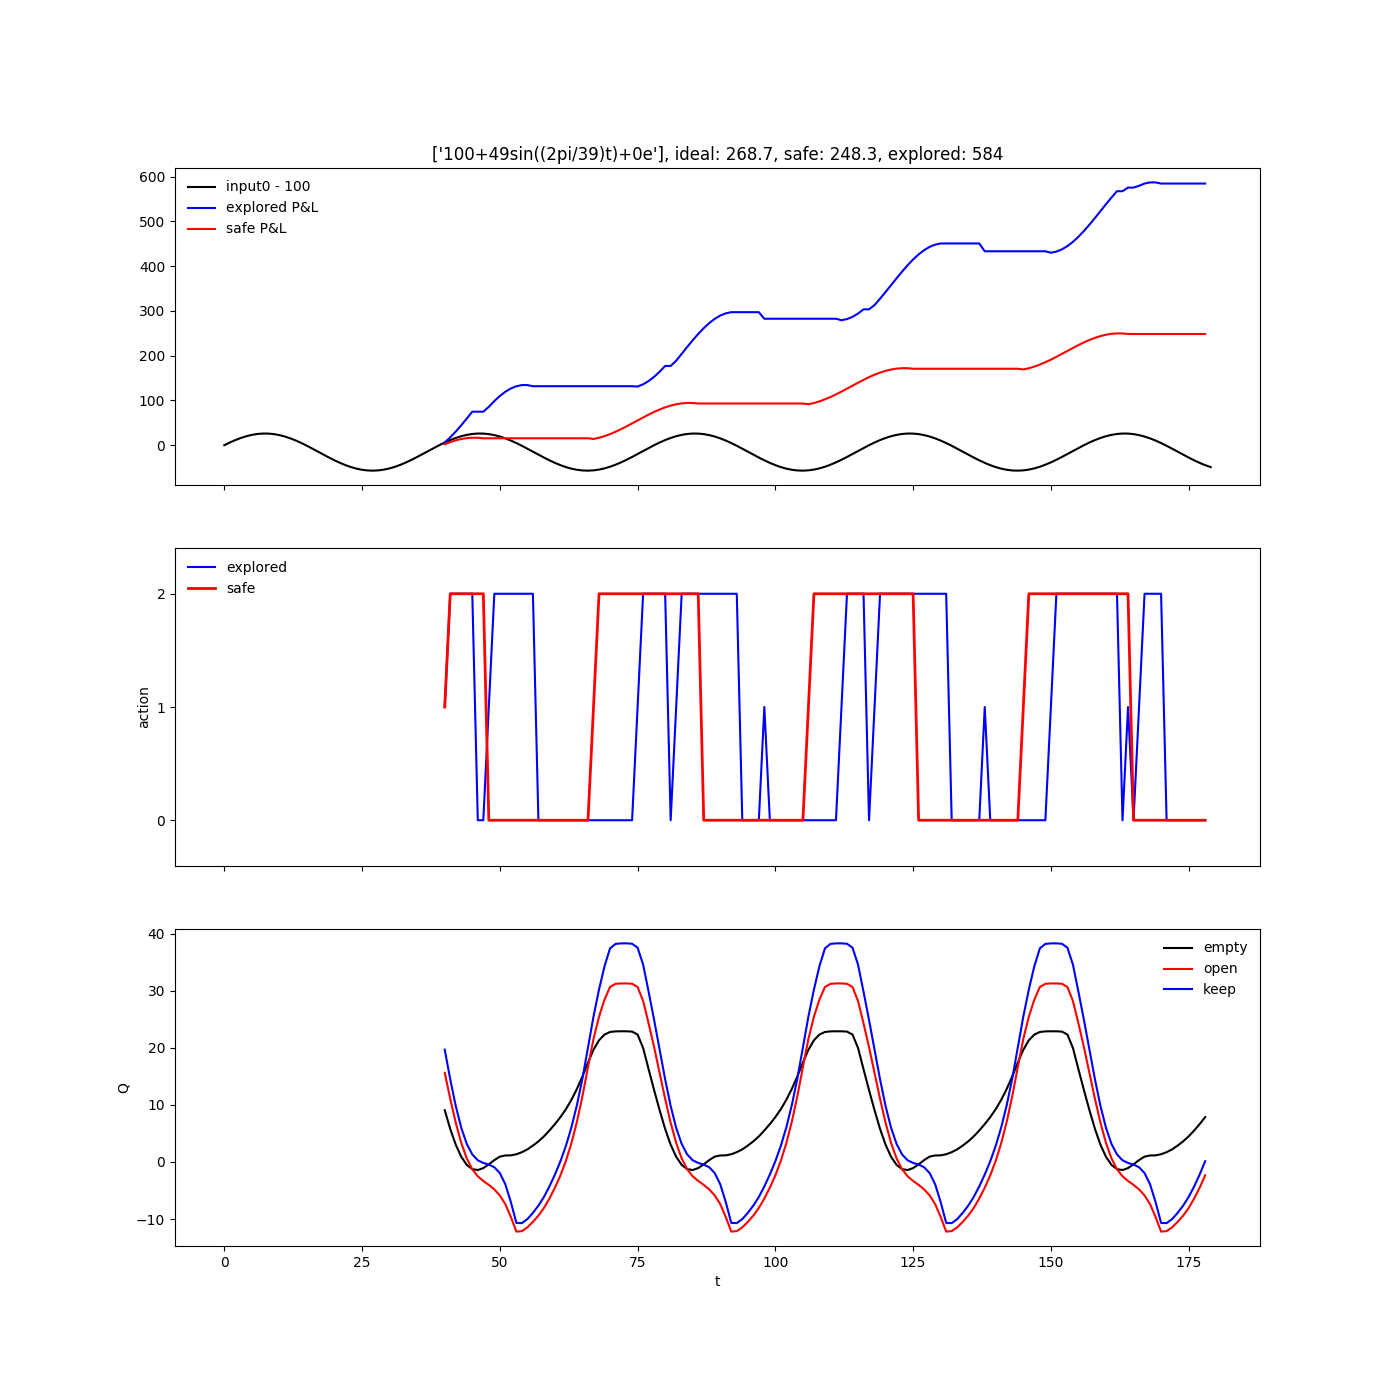 ['100+49sin((2pi/39)t)+0e'], ideal: 268.7, safe: 248.3, explored: 584
600
500
400
300
200
100
0
input0 - 100
explored P&L
safe P&L
action
2
1
0
explored
safe
Q
40
30
20
10
0
−10
empty
open
keep
0 25 50 75 100 125 150 175
t